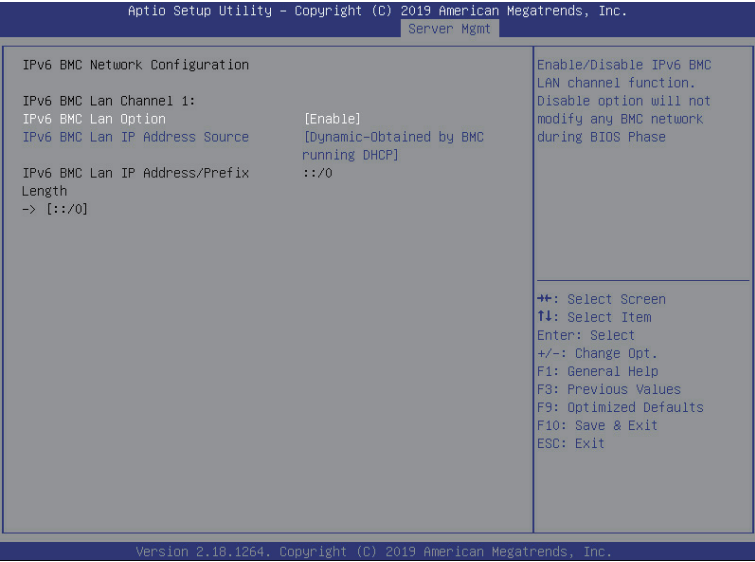 Aptio Setup Utility – Copyright (C) 2019 American Megatrends, Inc.
Server Mgmt
IPv6 BMC Network Configuration
IPv6 BMC Lan Channel 1:
IPv6 BMC Lan Option [Enable]
IPv6 BMC Lan IP Address Source [Dynamic-Obtained by BMC
running DHCP]
IPv6 BMC Lan IP Address/Prefix ::/0
Length
-> [::/0]
Enable/Disable IPv6 BMC
LAN channel function.
Disable option will not
modify any BMC network
during BIOS Phase
→←: Select Screen
↑↓: Select Item
Enter: Select
+/-: Change Opt.
F1: General Help
F3: Previous Values
F9: Optimized Defaults
F10: Save & Exit
ESC: Exit
Version 2.18.1264. Copyright (C) 2019 American Megatrends, Inc.